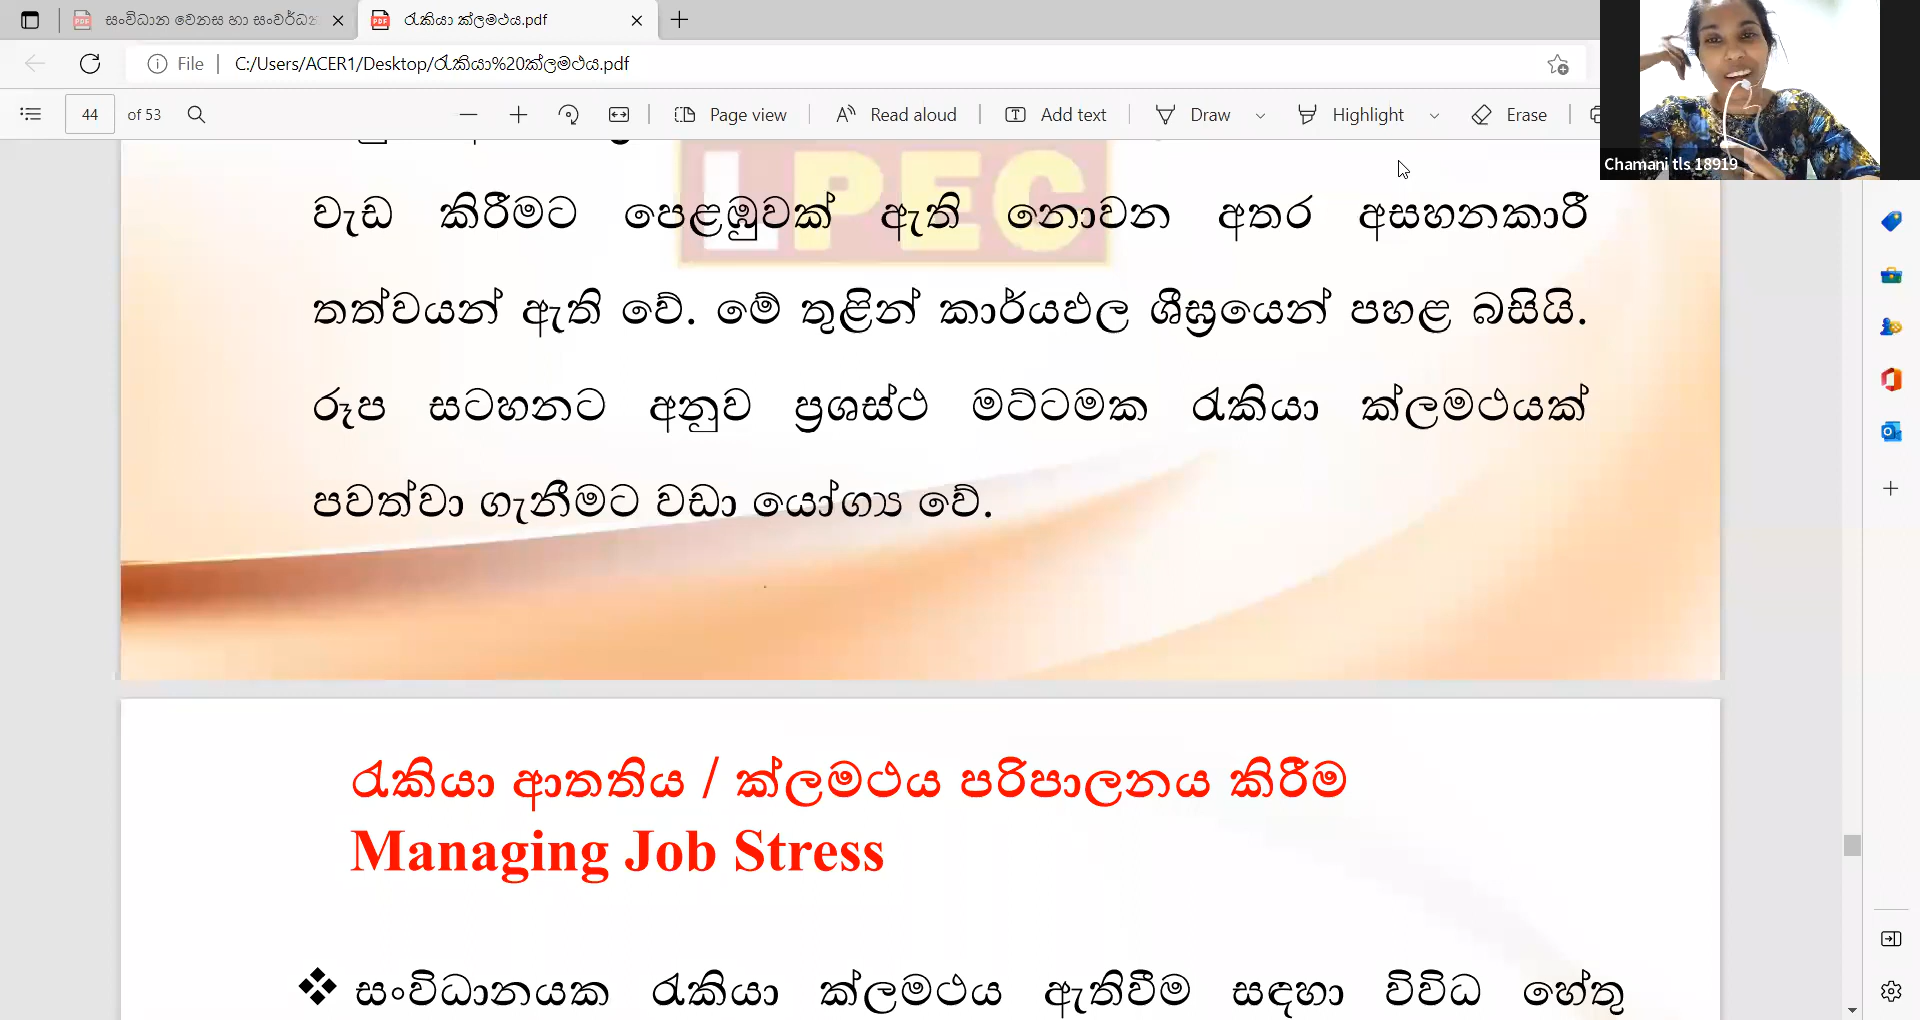 සංවිධාන වෙනස හා සංවර්ධන
රැකියා ක්ලමථය.pdf
File
C:/Users/ACER1/Desktop/රැකියා%20ක්ලමථය.pdf
44 of 53
Page view
Read aloud
Add text
Draw
Highlight
Erase
Chamani tls 18919
LPEC
වැඩ කිරීමට පෙළඹුවක් ඇති නොවන අතර අසහනකාරී
තත්වයන් ඇති වේ. මේ තුළින් කාර්යඵල ශීඝ්‍රයෙන් පහළ බසියි.
රූප සටහනට අනුව ප්‍රශස්ථ මට්ටමක රැකියා ක්ලමථයක්
පවත්වා ගැනීමට වඩා යෝග්‍ය වේ.
රැකියා ආතතිය / ක්ලමථය පරිපාලනය කිරීම
Managing Job Stress
❖ සංවිධානයක රැකියා ක්ලමථය ඇතිවීම සඳහා විවිධ හේතු